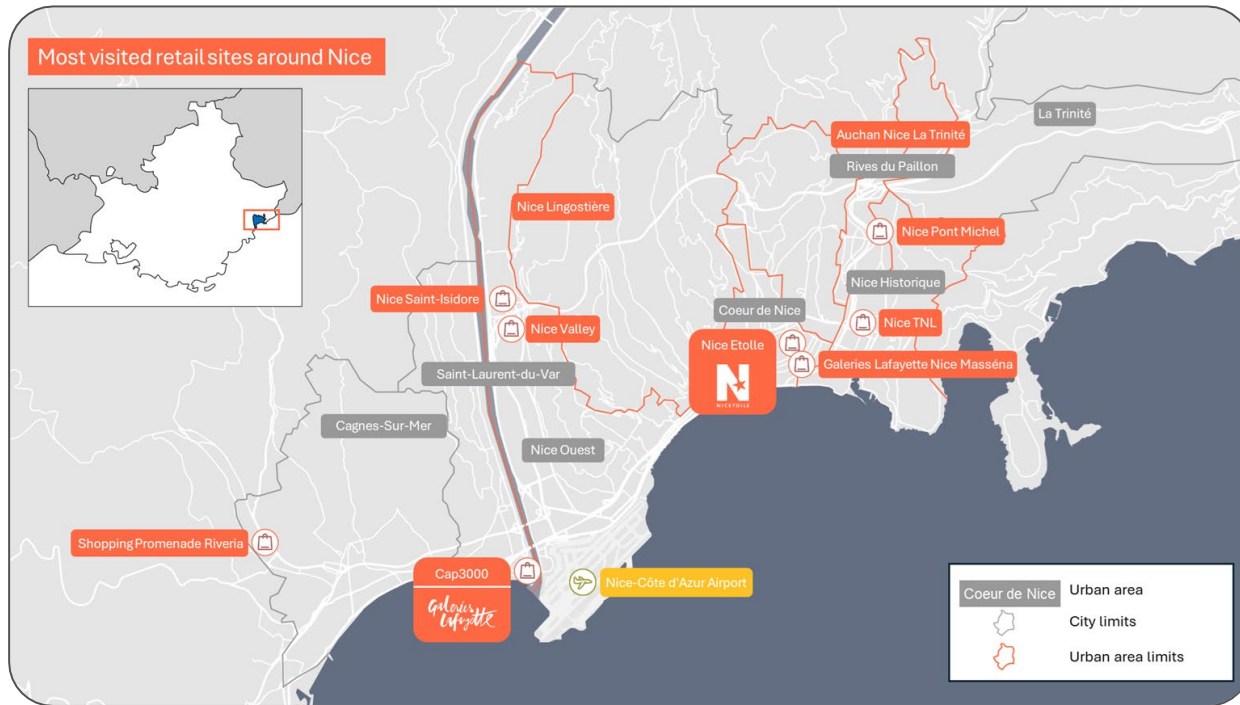 Most visited retail sites around Nice
La Trinité
Auchan Nice La Trinité
Rives du Paillon
Nice Lingostière
Nice Pont Michel
Nice Historique
Nice Saint-Isidore
Coeur de Nice
Nice Valley
Nice TNL
Nice Etolle
N
NICETOILE
Galeries Lafayette Nice Masséna
Saint-Laurent-du-Var
Cagnes-Sur-Mer
Nice Ouest
Shopping Promenade Riveria
Cap3000
Galeries Lafayette
Nice-Côte d'Azur Airport
Coeur de Nice Urban area
City limits
Urban area limits